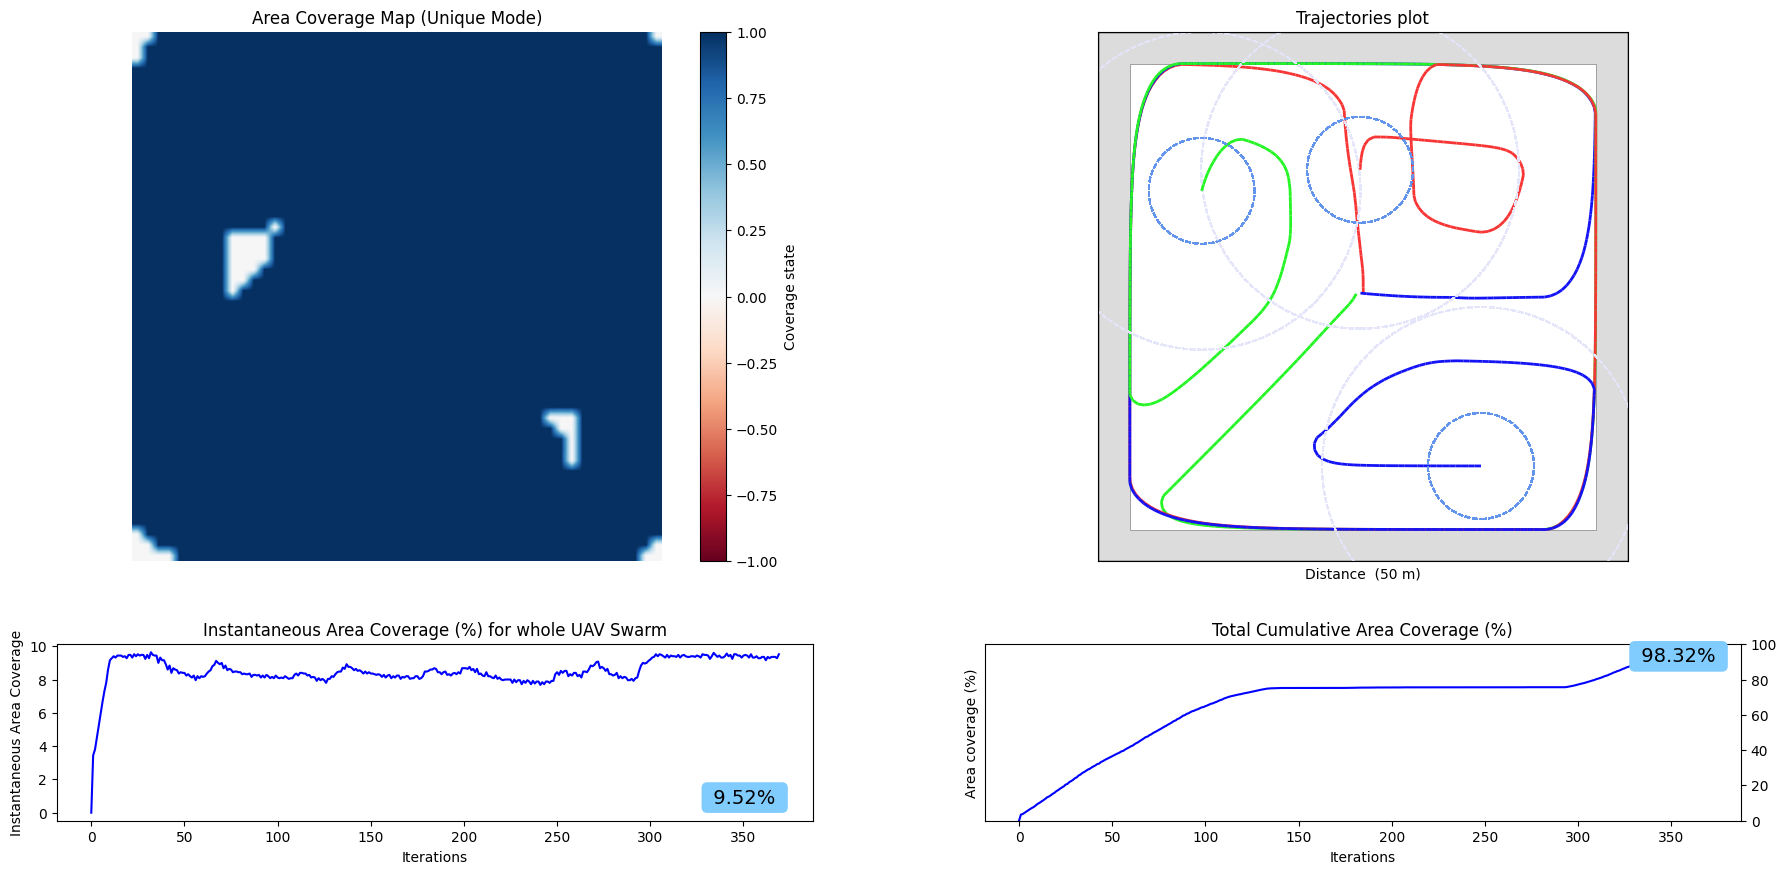 Area Coverage Map (Unique Mode)
1.00
0.75
0.50
0.25
0.00
−0.25
−0.50
−0.75
−1.00
Coverage state
Trajectories plot
Distance  (50 m)
Instantaneous Area Coverage (%) for whole UAV Swarm
Instantaneous Area Coverage
10
8
6
4
2
0
9.52%
0 50 100 150 200 250 300 350
Iterations
Total Cumulative Area Coverage (%)
Area coverage (%)
98.32%
100
80
60
40
20
0
0 50 100 150 200 250 300 350
Iterations